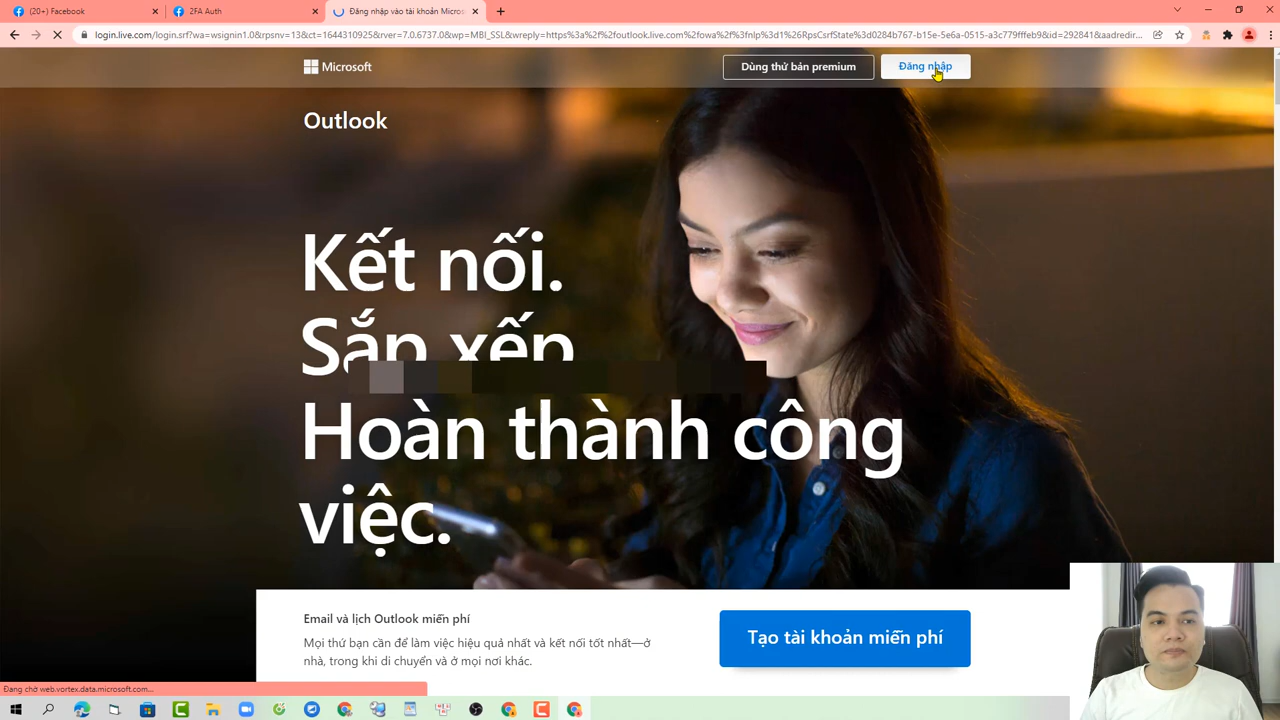 (20+) Facebook
2FA Auth
Đăng nhập vào tài khoản Micros
login.live.com/login.srf?wa=wsignin1.0&rpsnv=13&ct=1644310925&rver=7.0.6737.0&wp=MBI_SSL&wreply=https%3a%2f%2foutlook.live.com%2fowa%2f%3fnlp%3d1%26RpsCsrfState%3d0284b767-b15e-5e6a-0515-a3c779fffeb9&id=292841&aadredir...
Microsoft
Dùng thử bản premium
Đăng nhập
Outlook
Kết nối.
Sắp xếp
Hoàn thành công
việc.
Email và lịch Outlook miễn phí
Mọi thứ bạn cần để làm việc hiệu quả nhất và kết nối tốt nhất—ở
nhà, trong khi di chuyển và ở mọi nơi khác.
Tạo tài khoản miễn phí
Đang chờ web.vortex.data.microsoft.com...